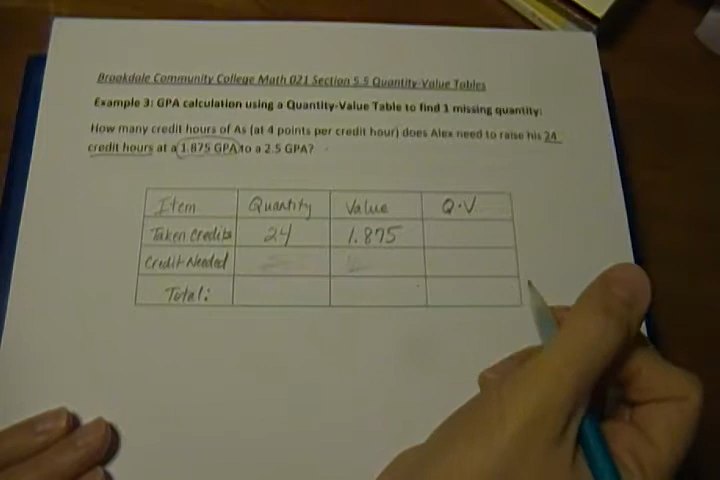 Brookdale Community College Math 021 Section 5.5 Quantity-Value Tables
Example 3: GPA calculation using a Quantity-Value Table to find 1 missing quantity:
How many credit hours of As (at 4 points per credit hour) does Alex need to raise his 24
credit hours at a 1.875 GPA to a 2.5 GPA?
Item Quantity Value Q·V
Taken Credits 24 1.875
Credit Needed
Total: